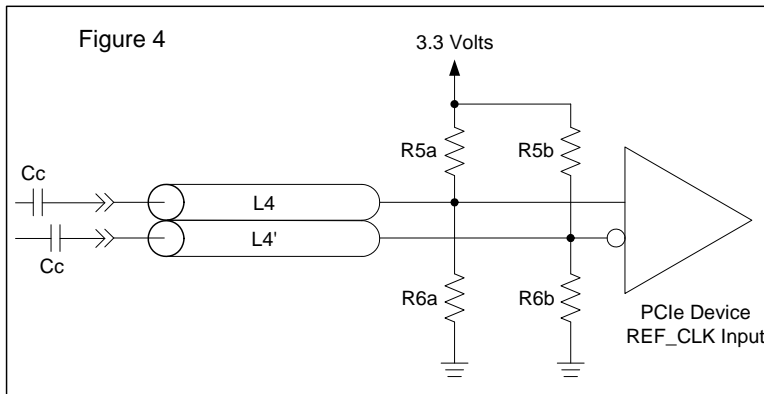 Figure 4
3.3 Volts
R5a
R5b
Cc
L4
L4'
Cc
R6a
R6b
PCIe Device
REF_CLK Input